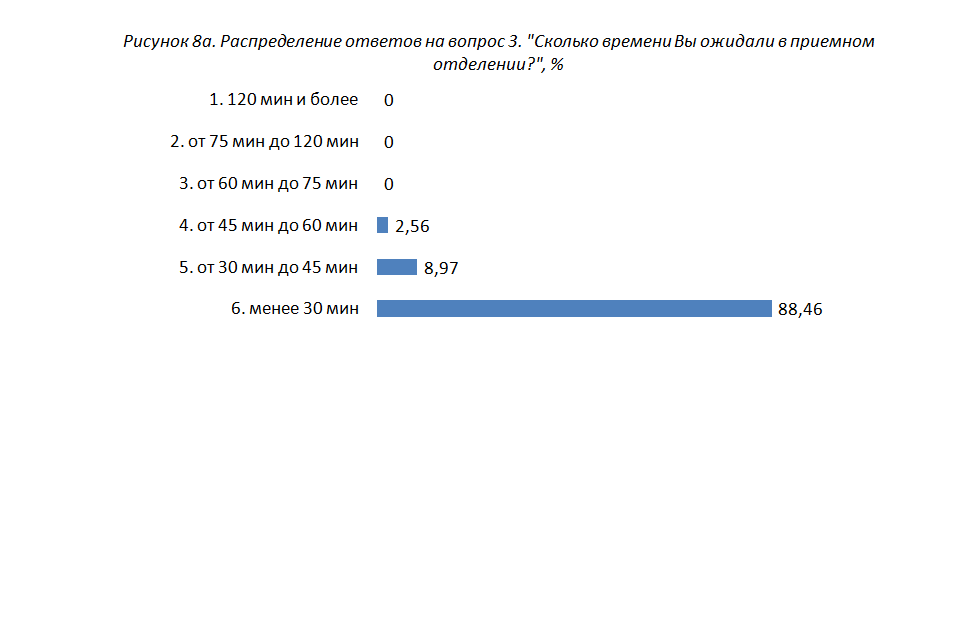 Рисунок 8а. Распределение ответов на вопрос 3. "Сколько времени Вы ожидали в приемном
отделении?", %
1. 120 мин и более 0
2. от 75 мин до 120 мин 0
3. от 60 мин до 75 мин 0
4. от 45 мин до 60 мин 2,56
5. от 30 мин до 45 мин 8,97
6. менее 30 мин 88,46